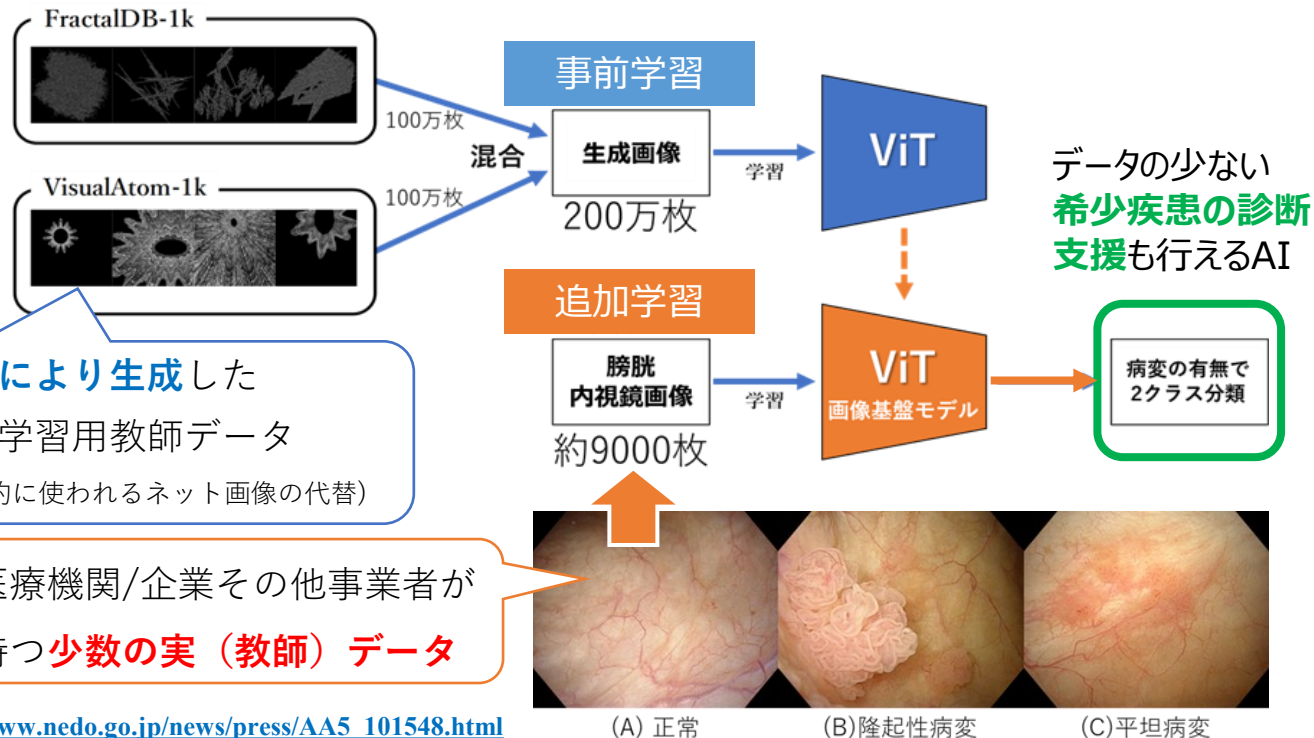 FractalDB-1k
100万枚
混合
VisualAtom-1k
100万枚
事前学習
生成画像
200万枚
学習
ViT
データの少ない
希少疾患の診断
支援も行えるAI
追加学習
膀胱
内視鏡画像
約9000枚
学習
ViT
画像基盤モデル
病変の有無で
2クラス分類
により生成した
学習用教師データ
的に使われるネット画像の代替)
医療機関/企業その他事業者が
持つ少数の実（教師）データ
ww.nedo.go.jp/news/press/AA5_101548.html
(A) 正常
(B)隆起性病変
(C)平坦病変